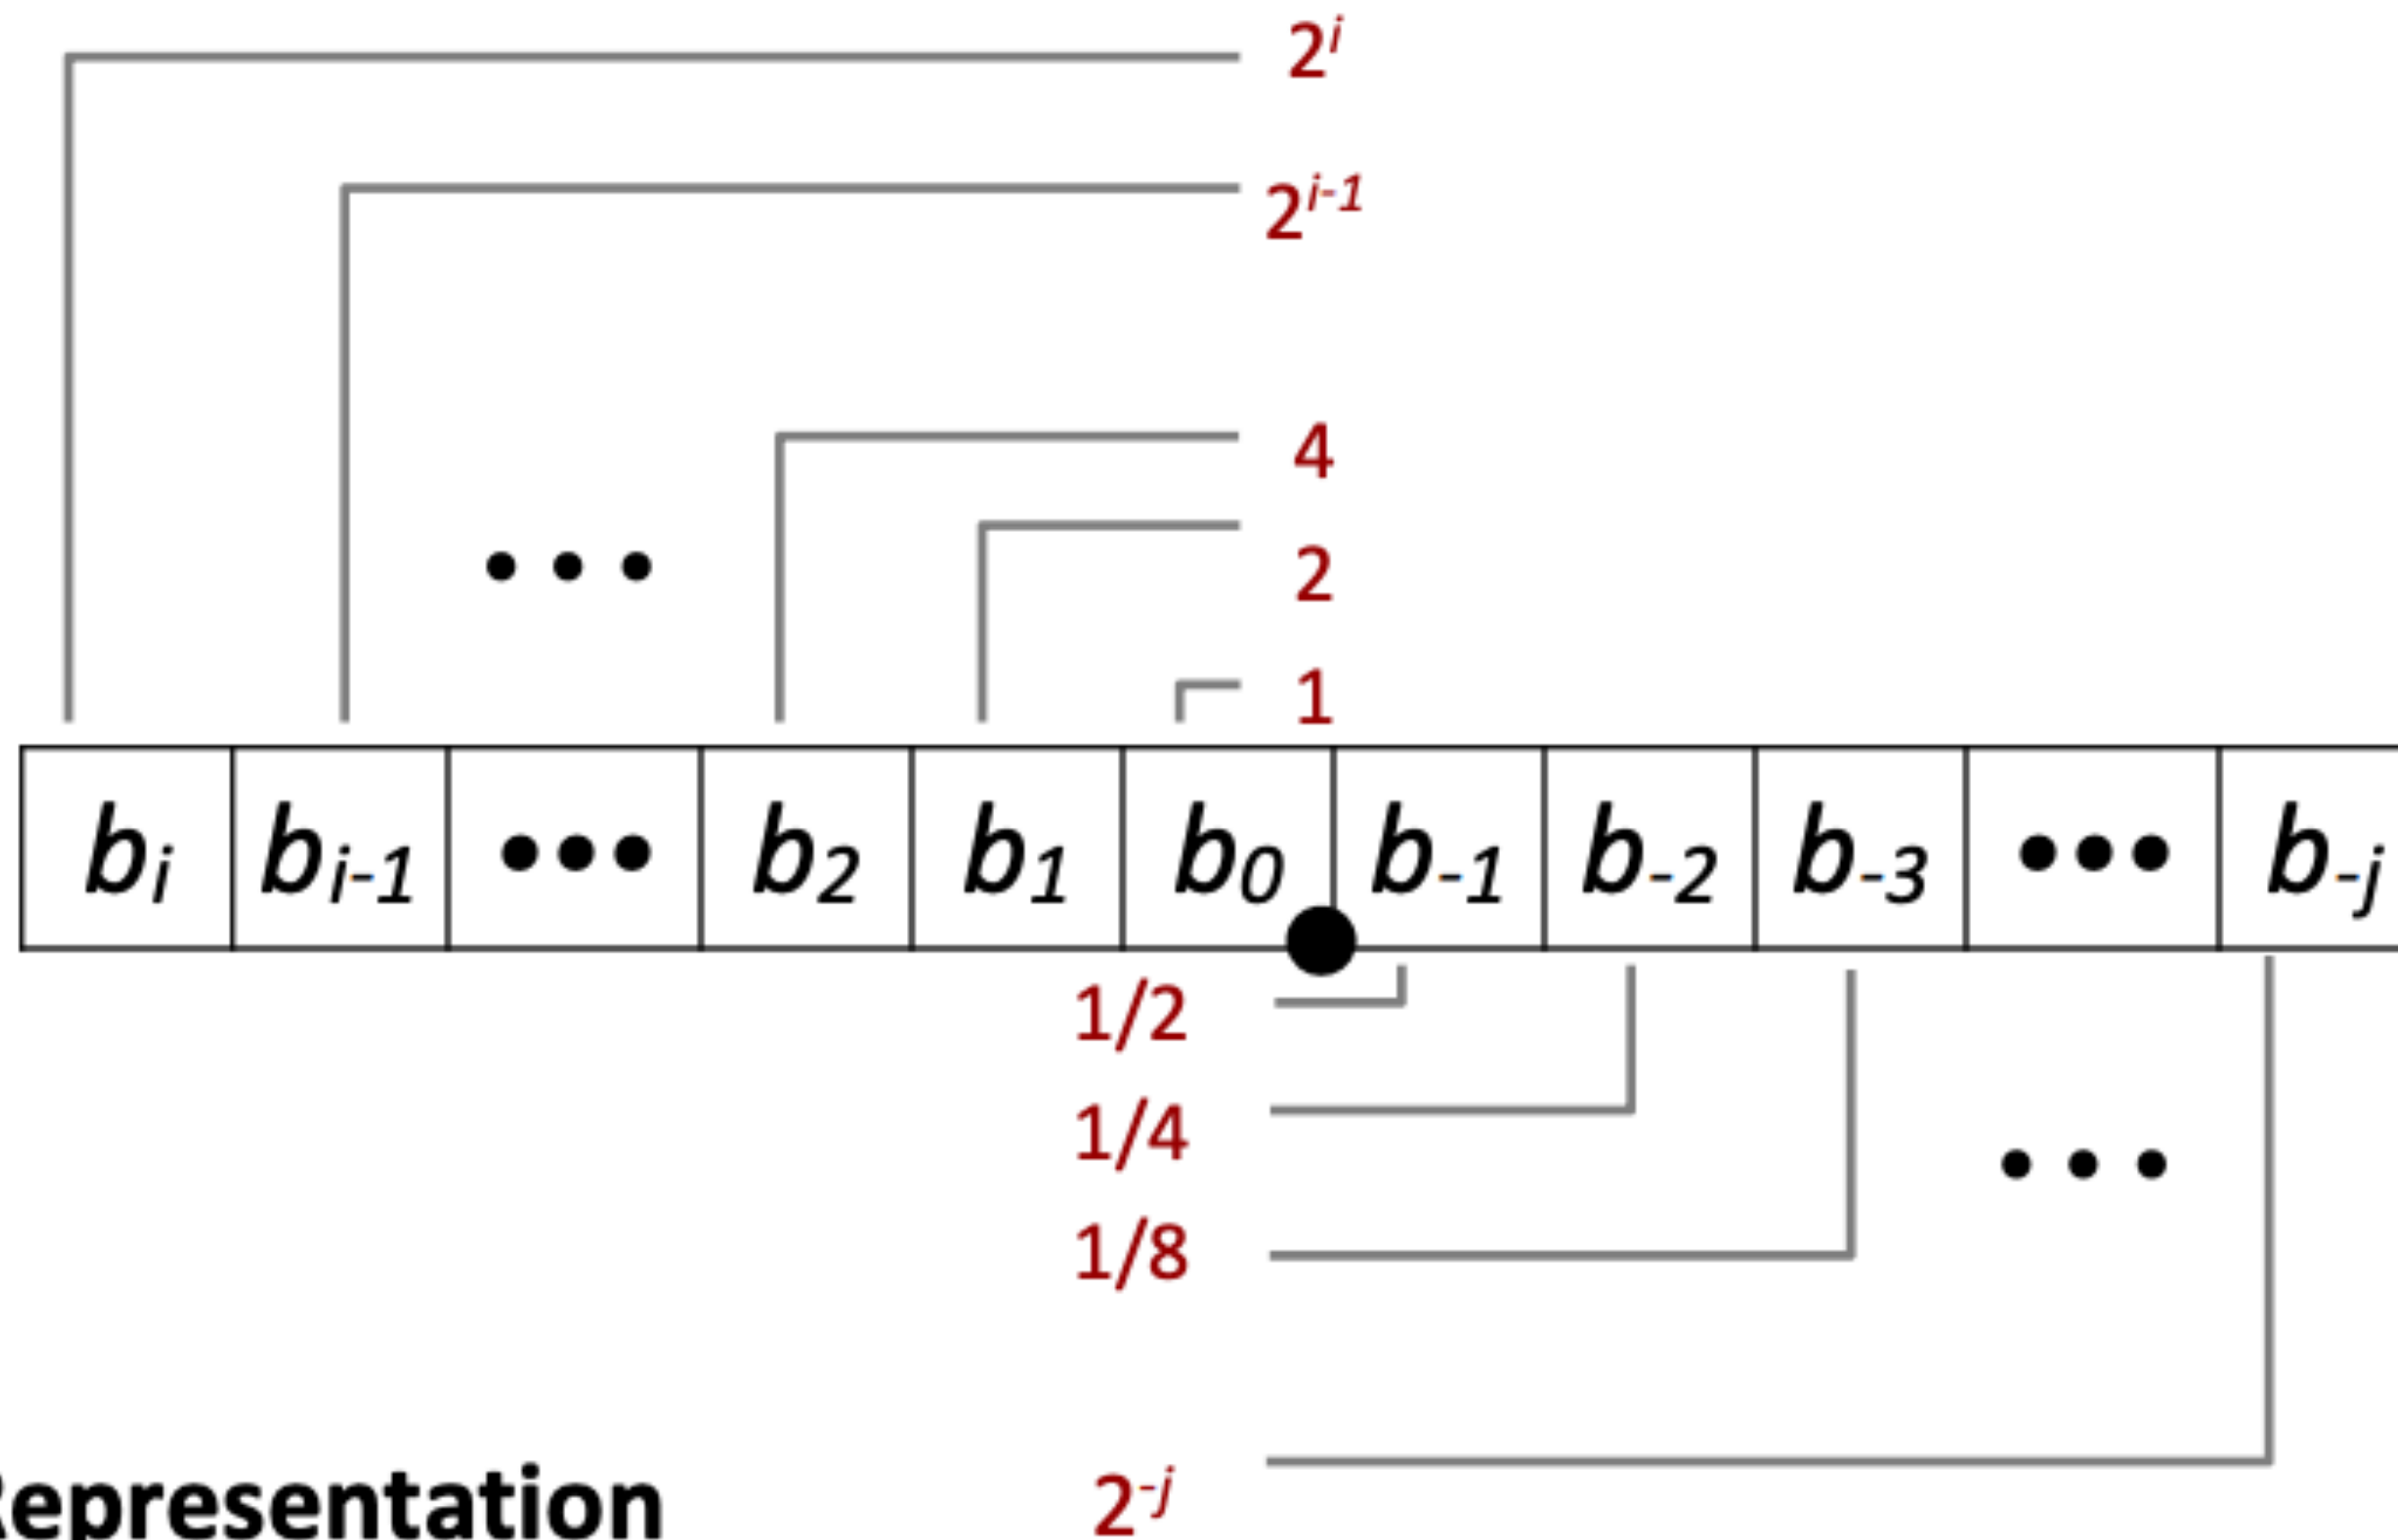 2^i
2^{i-1}
4
2
1
b_i b_{i-1} ••• b_2 b_1 b_0 b_{-1} b_{-2} b_{-3} ••• b_{-j}
1/2
1/4
1/8
2^{-j}
Representation